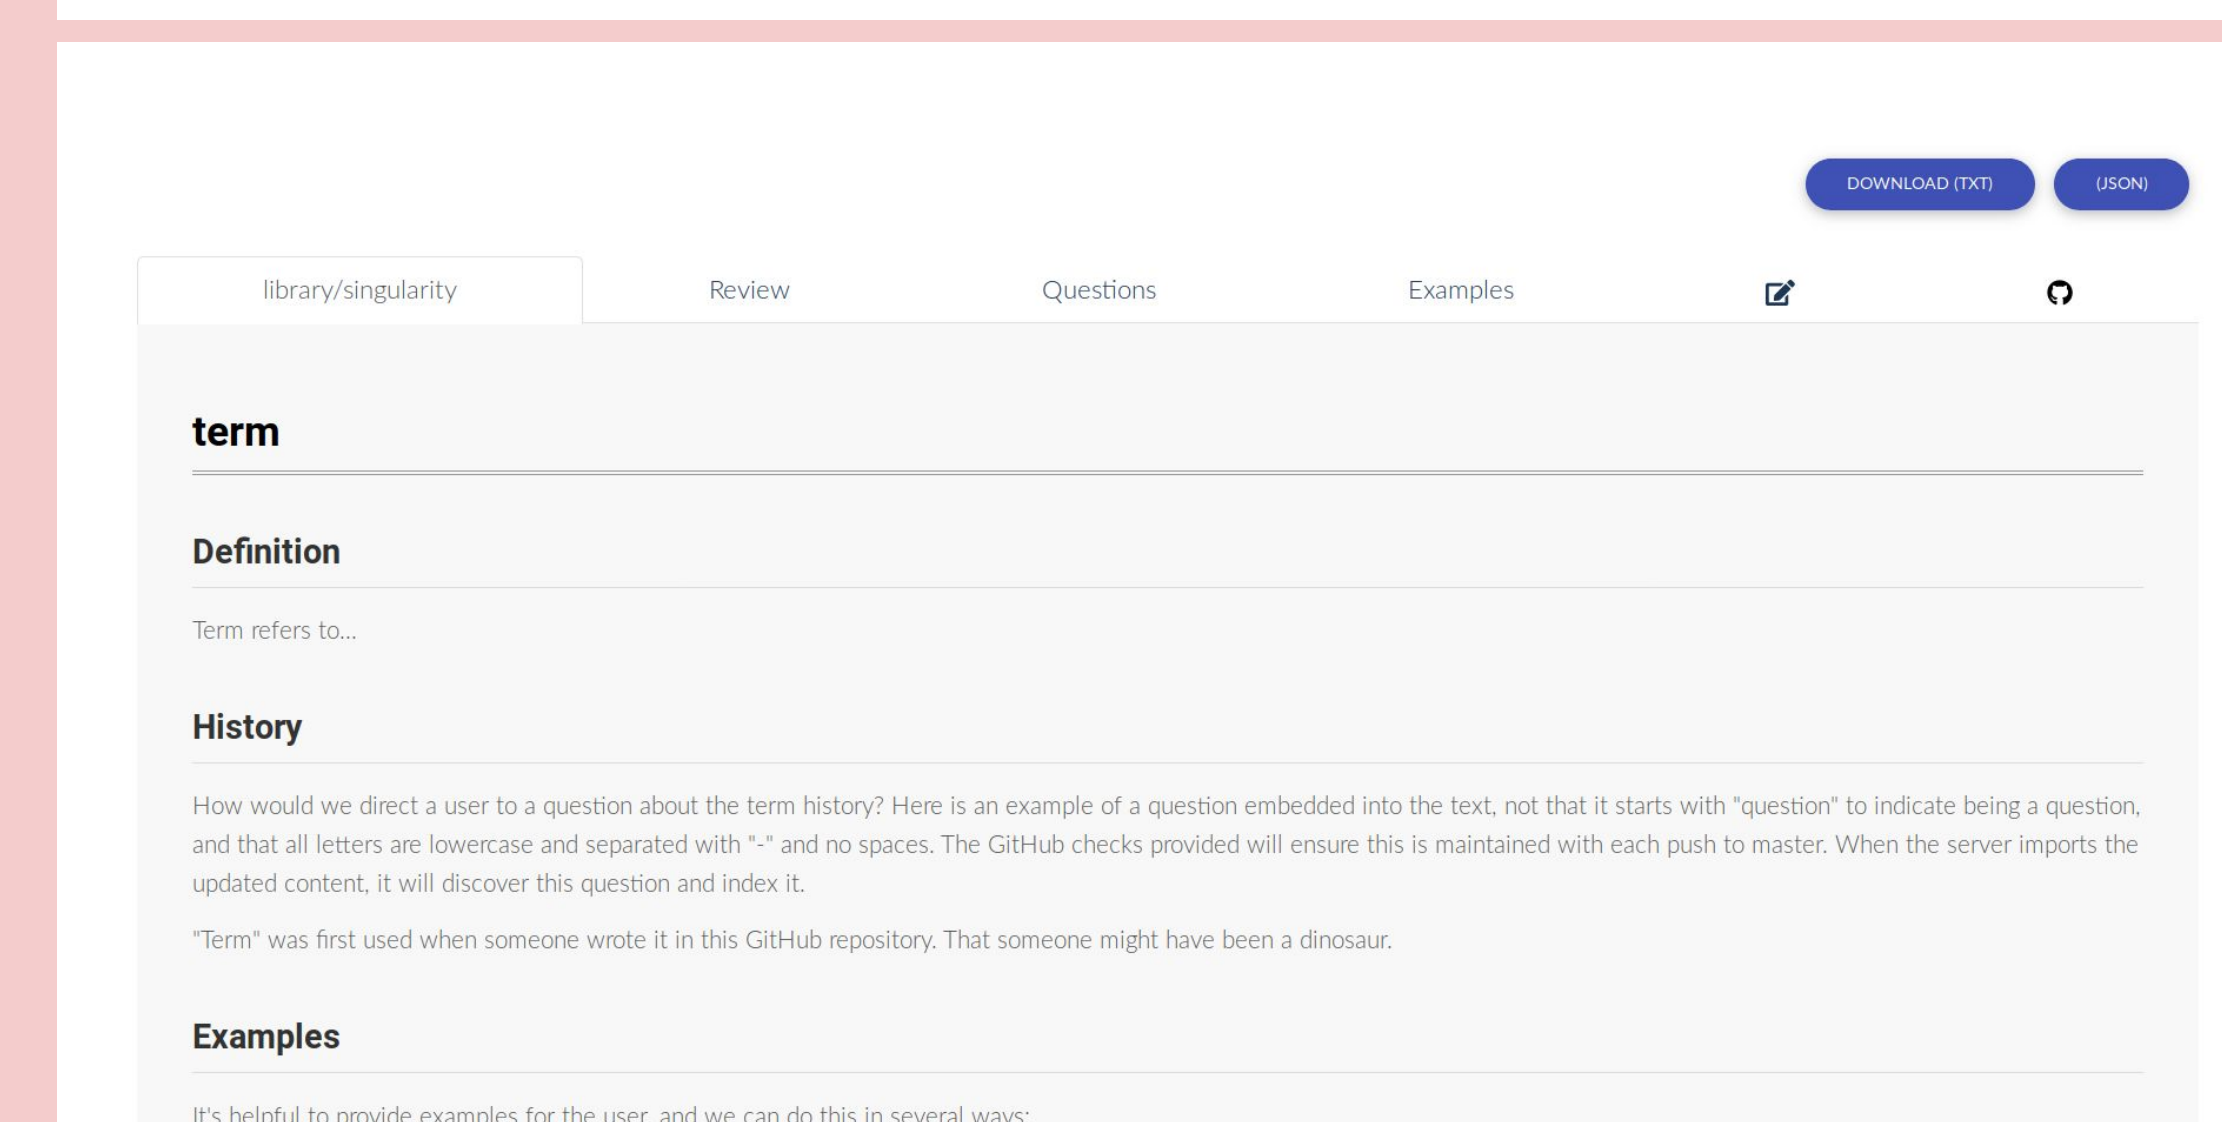 DOWNLOAD (TXT) (JSON)
library/singularity Review Questions Examples
term
Definition
Term refers to...
History
How would we direct a user to a question about the term history? Here is an example of a question embedded into the text, not that it starts with "question" to indicate being a question,
and that all letters are lowercase and separated with "-" and no spaces. The GitHub checks provided will ensure this is maintained with each push to master. When the server imports the
updated content, it will discover this question and index it.
"Term" was first used when someone wrote it in this GitHub repository. That someone might have been a dinosaur.
Examples
It's helpful to provide examples for the user, and we can do this in several ways: